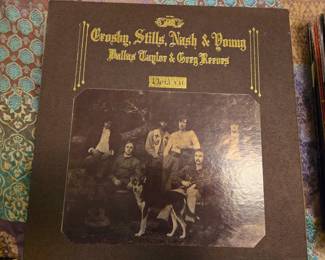 Crosby, Stills, Nash & Young
Dallas Taylor & Greg Reeves
Déjà vu